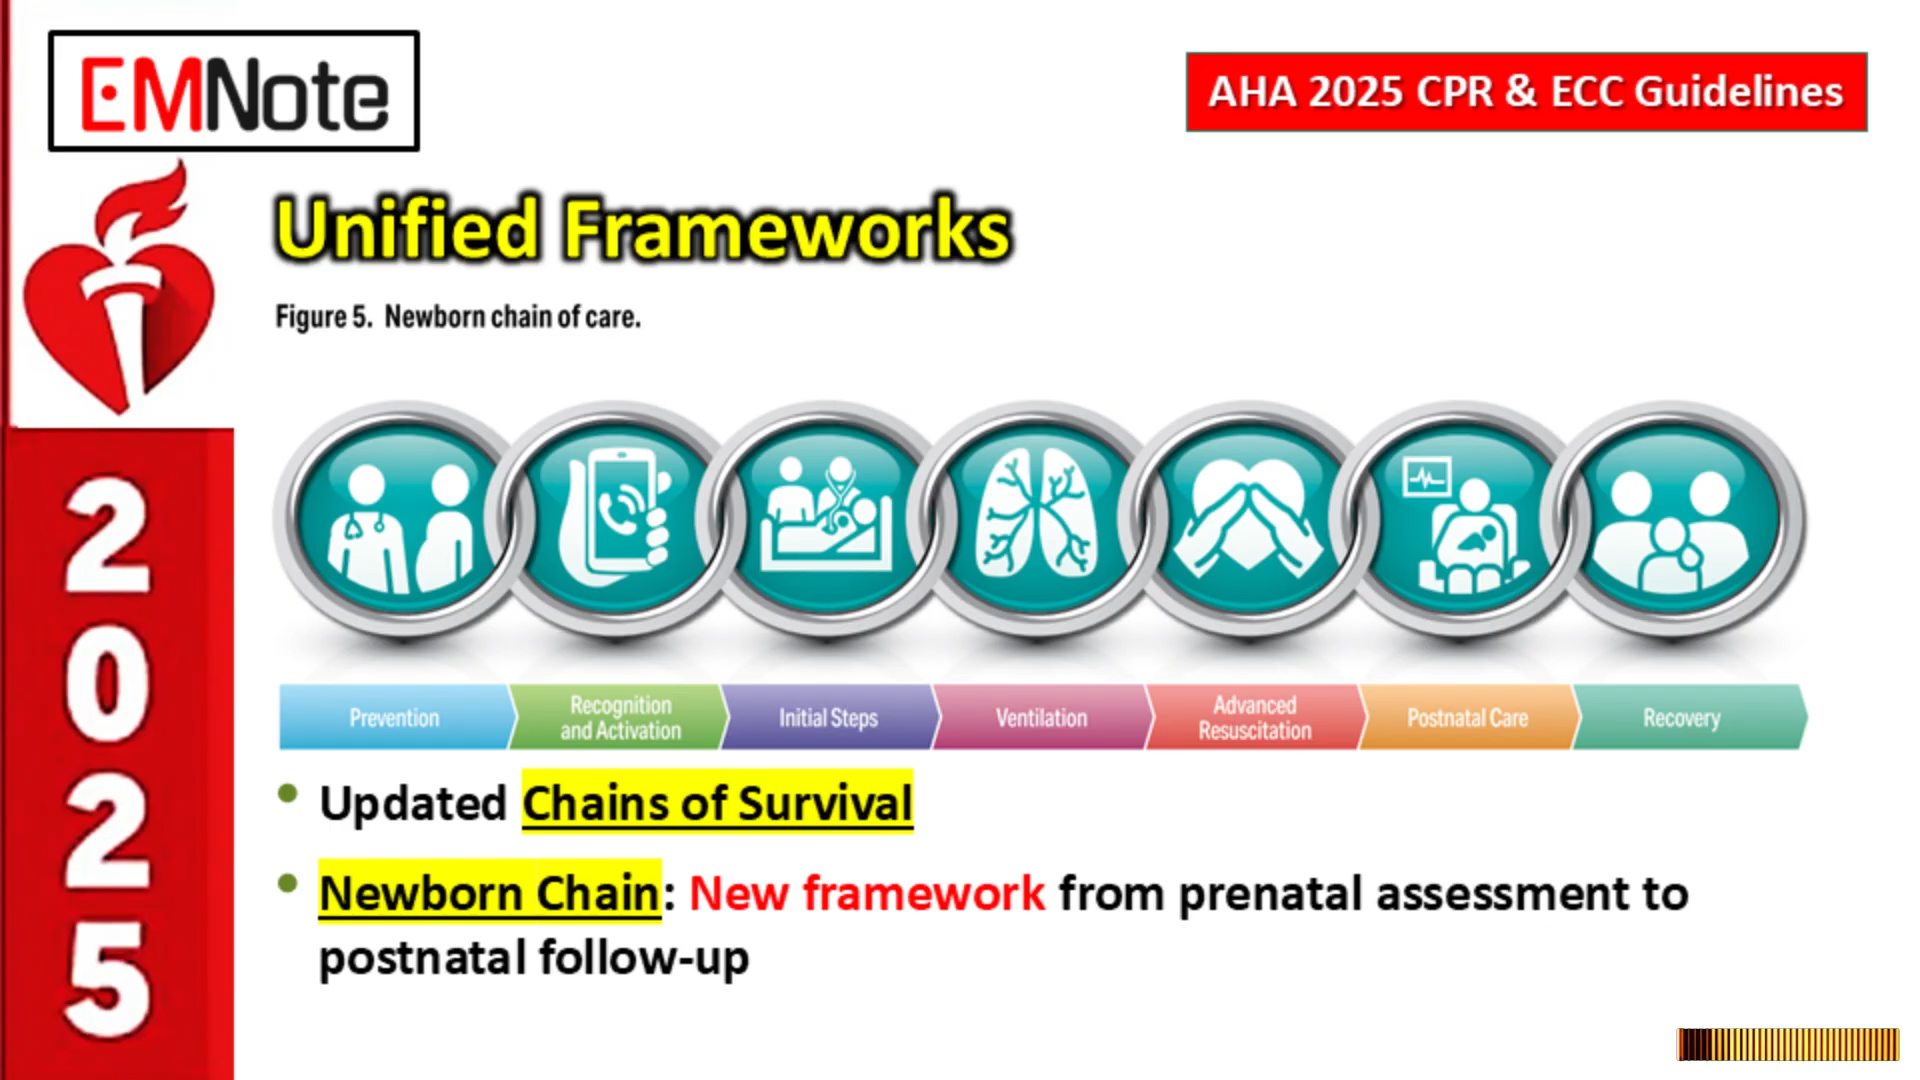 EMNote
AHA 2025 CPR & ECC Guidelines
Unified Frameworks
Figure 5. Newborn chain of care.
Prevention
Recognition
and Activation
Initial Steps
Ventilation
Advanced
Resuscitation
Postnatal Care
Recovery
• Updated Chains of Survival
• Newborn Chain: New framework from prenatal assessment to
postnatal follow-up
2
0
2
5